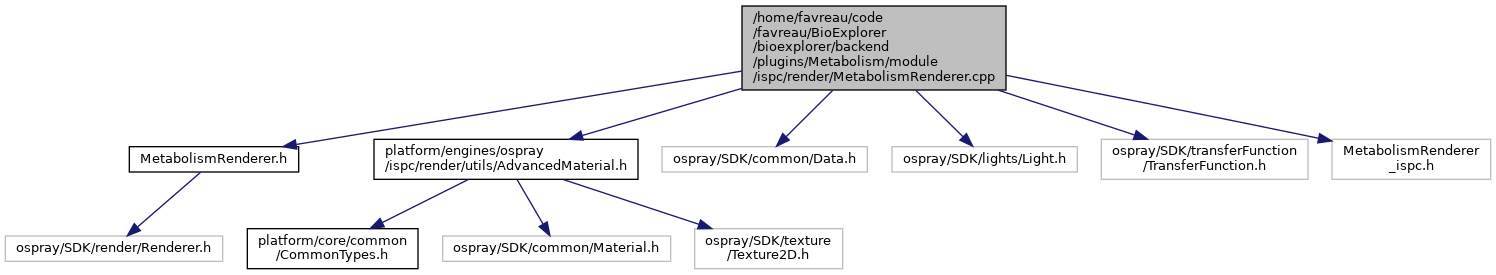 /home/favreau/code
/favreau/BioExplorer
/bioexplorer/backend
/plugins/Metabolism/module
/ispc/render/MetabolismRenderer.cpp
MetabolismRenderer.h
platform/engines/ospray
/ispc/render/utils/AdvancedMaterial.h
ospray/SDK/common/Data.h
ospray/SDK/lights/Light.h
ospray/SDK/transferFunction
/TransferFunction.h
MetabolismRenderer
_ispc.h
ospray/SDK/render/Renderer.h
platform/core/common
/CommonTypes.h
ospray/SDK/common/Material.h
ospray/SDK/texture
/Texture2D.h